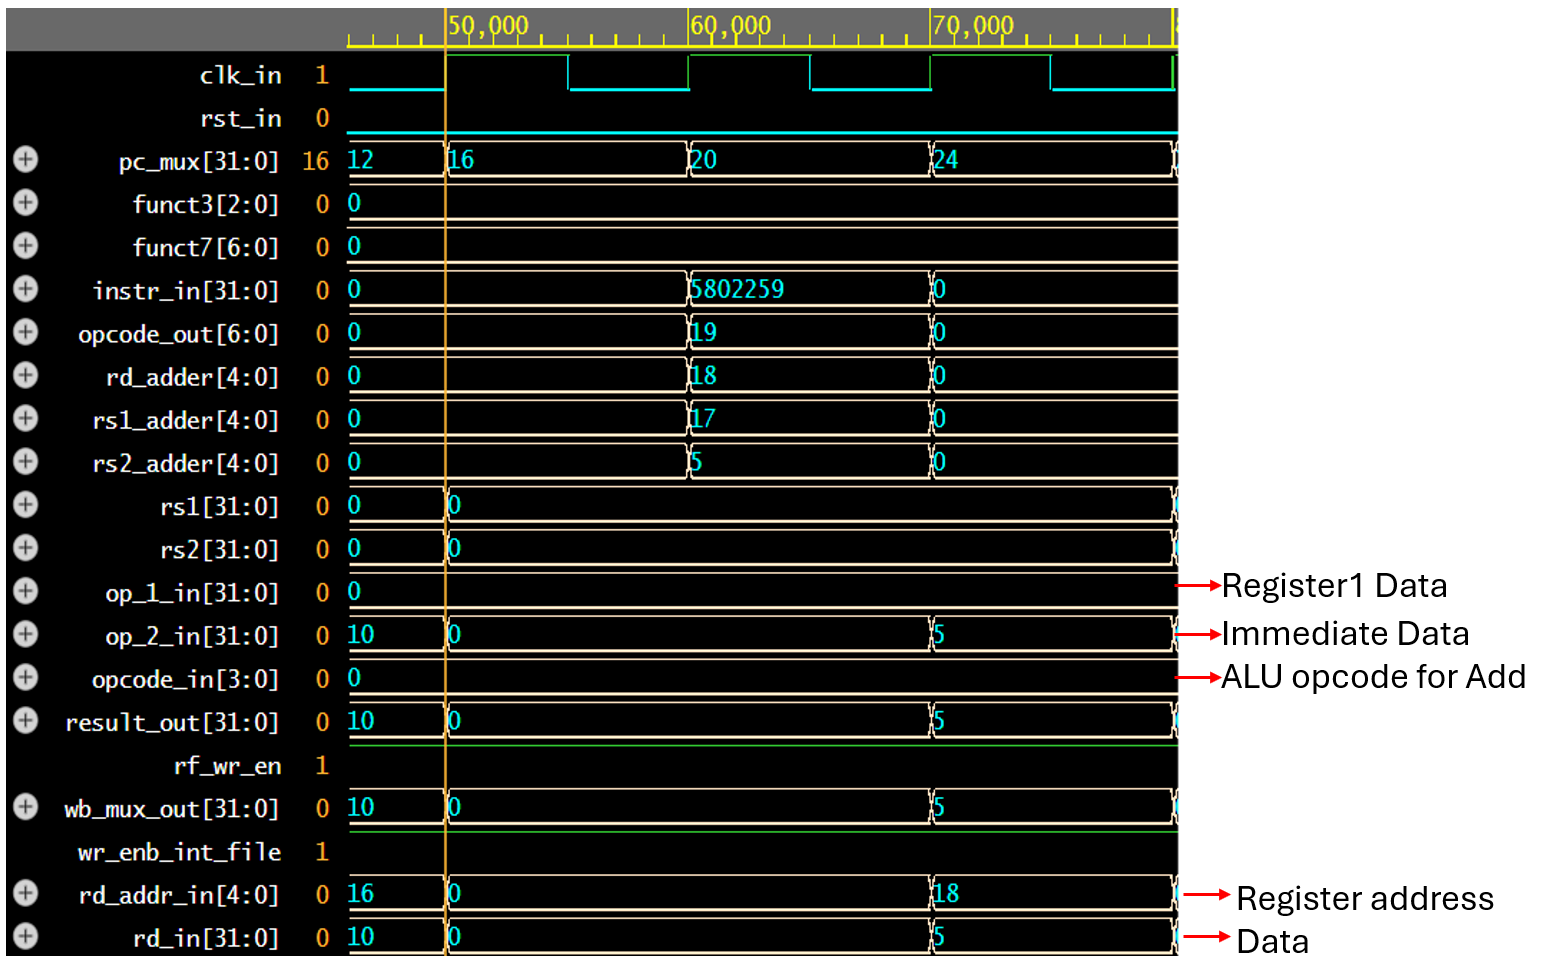 50,000 60,000 70,000
clk_in 1
rst_in 0
pc_mux[31:0] 16 12 16 20 24
funct3[2:0] 0 0
funct7[6:0] 0 0
instr_in[31:0] 0 0 5802259 0
opcode_out[6:0] 0 0 19 0
rd_adder[4:0] 0 0 18 0
rs1_adder[4:0] 0 0 17 0
rs2_adder[4:0] 0 0 5 0
rs1[31:0] 0 0 0
rs2[31:0] 0 0 0
op_1_in[31:0] 0 0 Register1 Data
op_2_in[31:0] 0 10 0 5 Immediate Data
opcode_in[3:0] 0 0 ALU opcode for Add
result_out[31:0] 0 10 0 5
rf_wr_en 1
wb_mux_out[31:0] 0 10 0 5
wr_enb_int_file 1
rd_addr_in[4:0] 0 16 0 18 Register address
rd_in[31:0] 0 10 0 5 Data